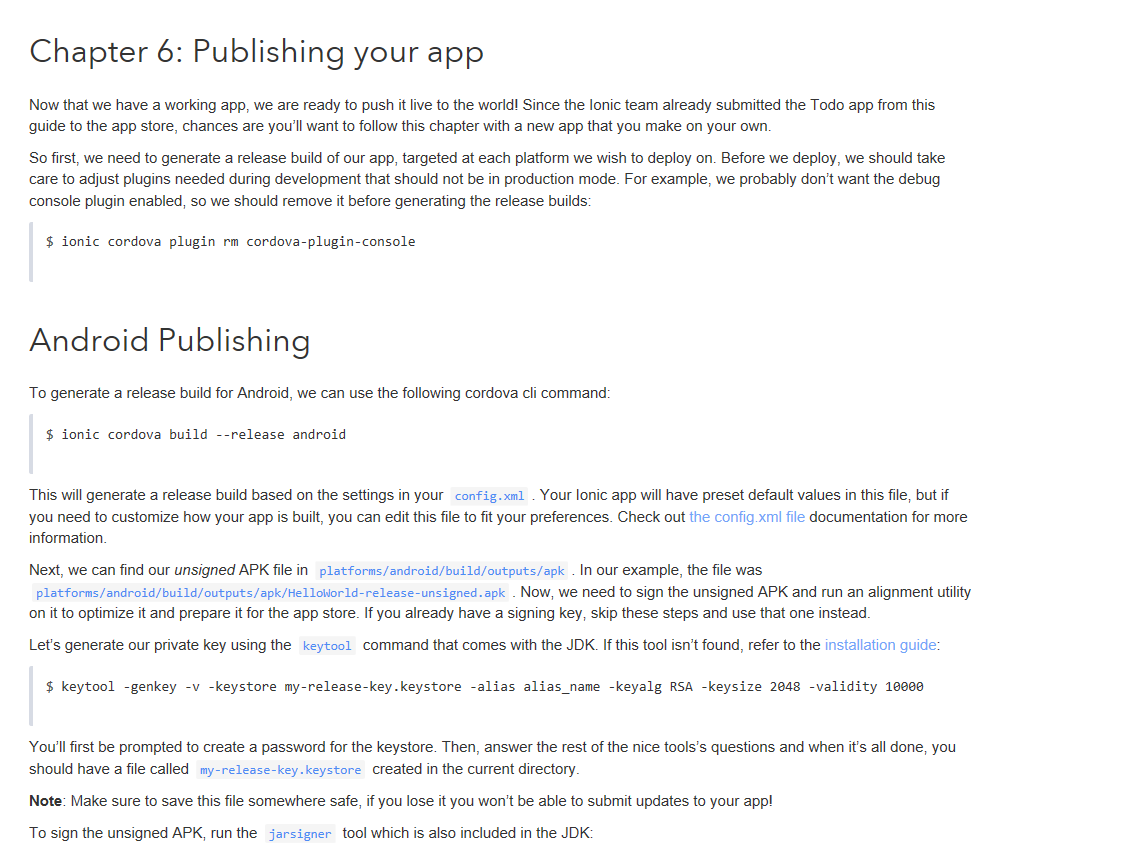 Chapter 6: Publishing your app
Now that we have a working app, we are ready to push it live to the world! Since the Ionic team already submitted the Todo app from this
guide to the app store, chances are you’ll want to follow this chapter with a new app that you make on your own.
So first, we need to generate a release build of our app, targeted at each platform we wish to deploy on. Before we deploy, we should take
care to adjust plugins needed during development that should not be in production mode. For example, we probably don’t want the debug
console plugin enabled, so we should remove it before generating the release builds:
$ ionic cordova plugin rm cordova-plugin-console
Android Publishing
To generate a release build for Android, we can use the following cordova cli command:
$ ionic cordova build --release android
This will generate a release build based on the settings in your config.xml . Your Ionic app will have preset default values in this file, but if
you need to customize how your app is built, you can edit this file to fit your preferences. Check out the config.xml file documentation for more
information.
Next, we can find our unsigned APK file in platforms/android/build/outputs/apk . In our example, the file was
platforms/android/build/outputs/apk/HelloWorld-release-unsigned.apk . Now, we need to sign the unsigned APK and run an alignment utility
on it to optimize it and prepare it for the app store. If you already have a signing key, skip these steps and use that one instead.
Let’s generate our private key using the keytool command that comes with the JDK. If this tool isn’t found, refer to the installation guide:
$ keytool -genkey -v -keystore my-release-key.keystore -alias alias_name -keyalg RSA -keysize 2048 -validity 10000
You’ll first be prompted to create a password for the keystore. Then, answer the rest of the nice tools’s questions and when it’s all done, you
should have a file called my-release-key.keystore created in the current directory.
Note: Make sure to save this file somewhere safe, if you lose it you won’t be able to submit updates to your app!
To sign the unsigned APK, run the jarsigner tool which is also included in the JDK: